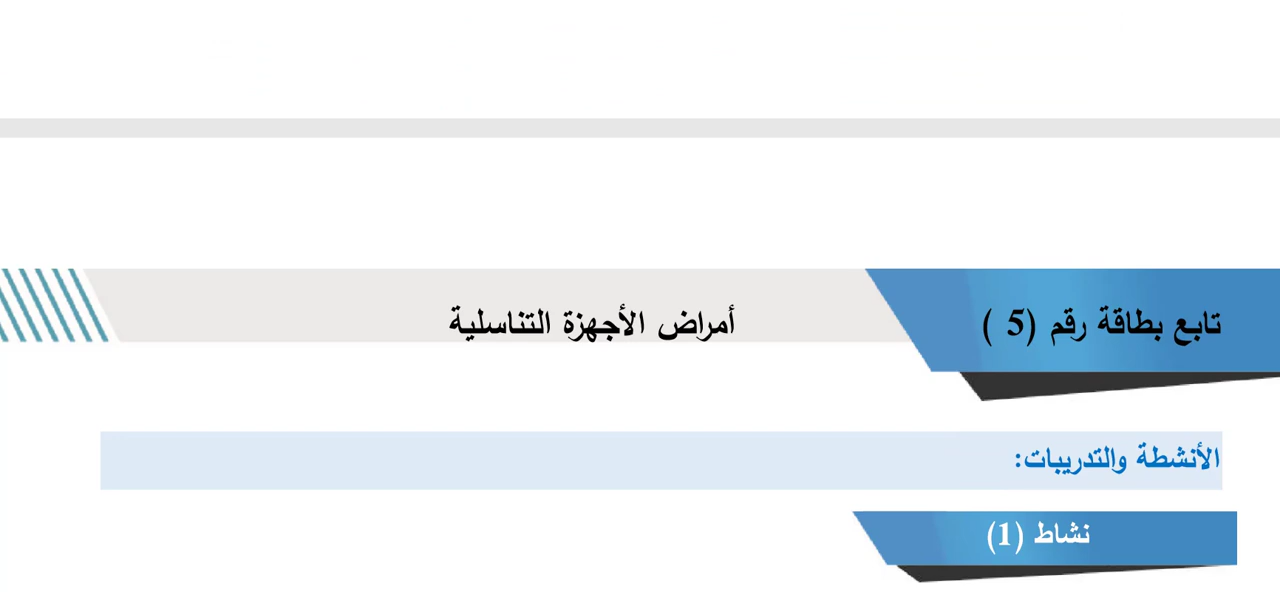 تابع بطاقة رقم (5 )
أمراض الأجهزة التناسلية
الأنشطة والتدريبات:
نشاط (1)